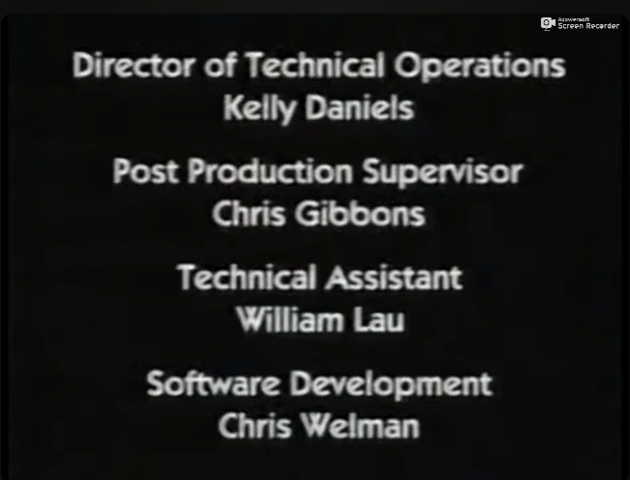 Apowersoft
Screen Recorder
Director of Technical Operations
Kelly Daniels
Post Production Supervisor
Chris Gibbons
Technical Assistant
William Lau
Software Development
Chris Welman